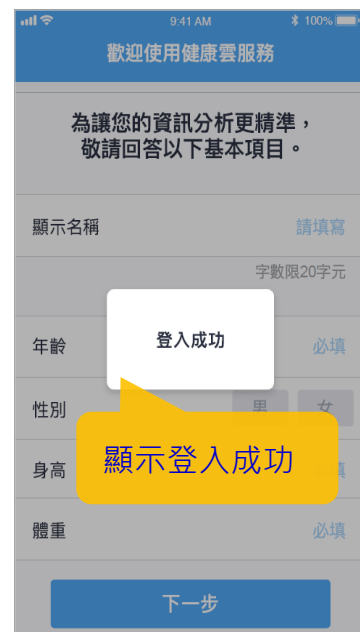 9:41 AM
100%
歡迎使用健康雲服務
為讓您的資訊分析更精準，
敬請回答以下基本項目。
顯示名稱
請填寫
字數限20字元
登入成功
年齡
必填
性別
男
女
顯示登入成功
身高
體重
必填
下一步